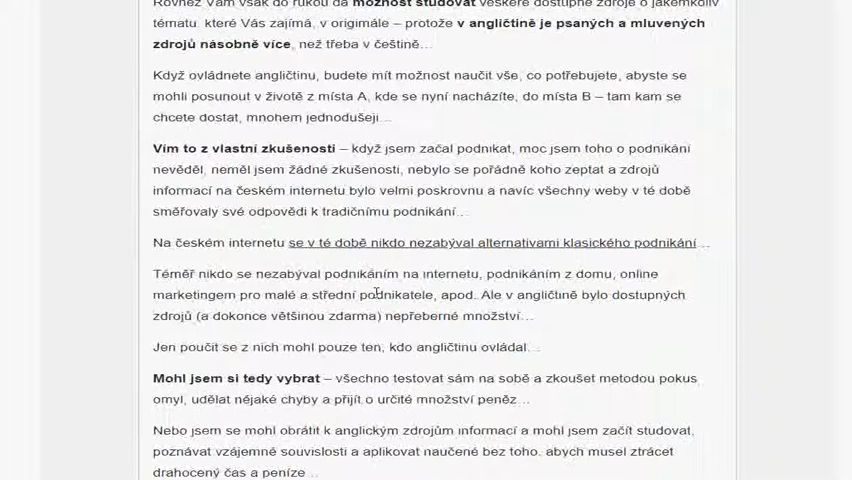 Rovněž Vám však do rukou dá možnost studovat veškeré dostupné zdroje o jakémkoliv
tématu, které Vás zajímá, v originále – protože v angličtině je psaných a mluvených
zdrojů násobně více, než třeba v češtině…
Když ovládnete angličtinu, budete mít možnost naučit vše, co potřebujete, abyste se
mohli posunout v životě z místa A, kde se nyní nacházíte, do místa B – tam kam se
chcete dostat, mnohem jednodušeji…
Vím to z vlastní zkušenosti – když jsem začal podnikat, moc jsem toho o podnikání
nevěděl, neměl jsem žádné zkušenosti, nebylo se pořádně koho zeptat a zdrojů
informací na českém internetu bylo velmi poskrovnu a navíc všechny weby v té době
směřovaly své odpovědi k tradičnímu podnikání…
Na českém internetu se v té době nikdo nezabýval alternativami klasického podnikání…
Téměř nikdo se nezabýval podnikáním na internetu, podnikáním z domu, online
marketingem pro malé a střední podnikatele, apod. Ale v angličtině bylo dostupných
zdrojů (a dokonce většinou zdarma) nepřeberné množství…
Jen poučit se z nich mohl pouze ten, kdo angličtinu ovládal…
Mohl jsem si tedy vybrat – všechno testovat sám na sobě a zkoušet metodou pokus
omyl, udělat nějaké chyby a přijít o určité množství peněz…
Nebo jsem se mohl obrátit k anglickým zdrojům informací a mohl jsem začít studovat,
poznávat vzájemné souvislosti a aplikovat naučené bez toho, abych musel ztrácet
drahocený čas a peníze…